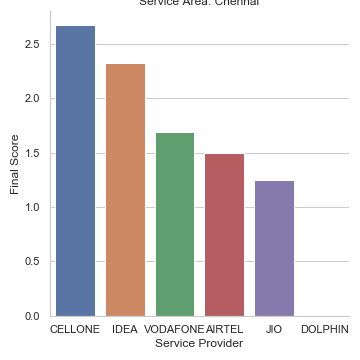 Service Area: Chennai
2.5
2.0
1.5
1.0
0.5
0.0
Final Score
CELLONE IDEA VODAFONE AIRTEL JIO DOLPHIN
Service Provider